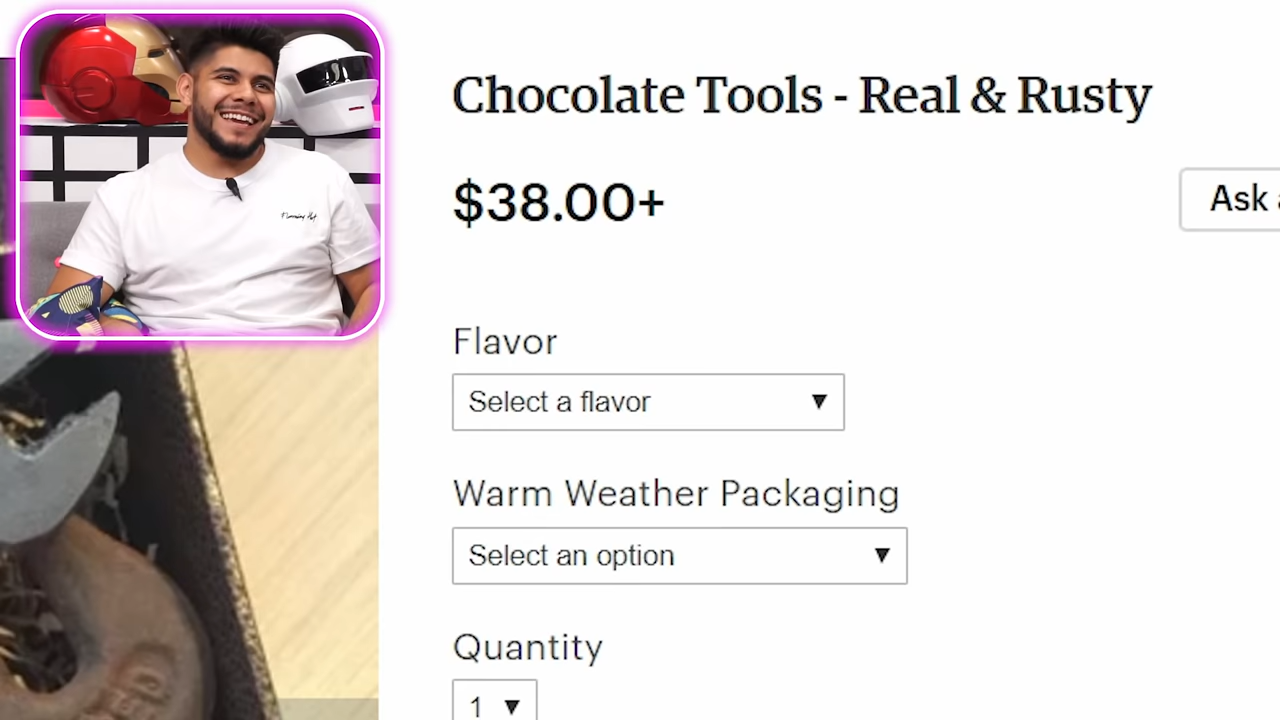 Chocolate Tools - Real & Rusty
$38.00+
Ask
Flavor
Select a flavor ▼
Warm Weather Packaging
Select an option ▼
Quantity
1 ▼